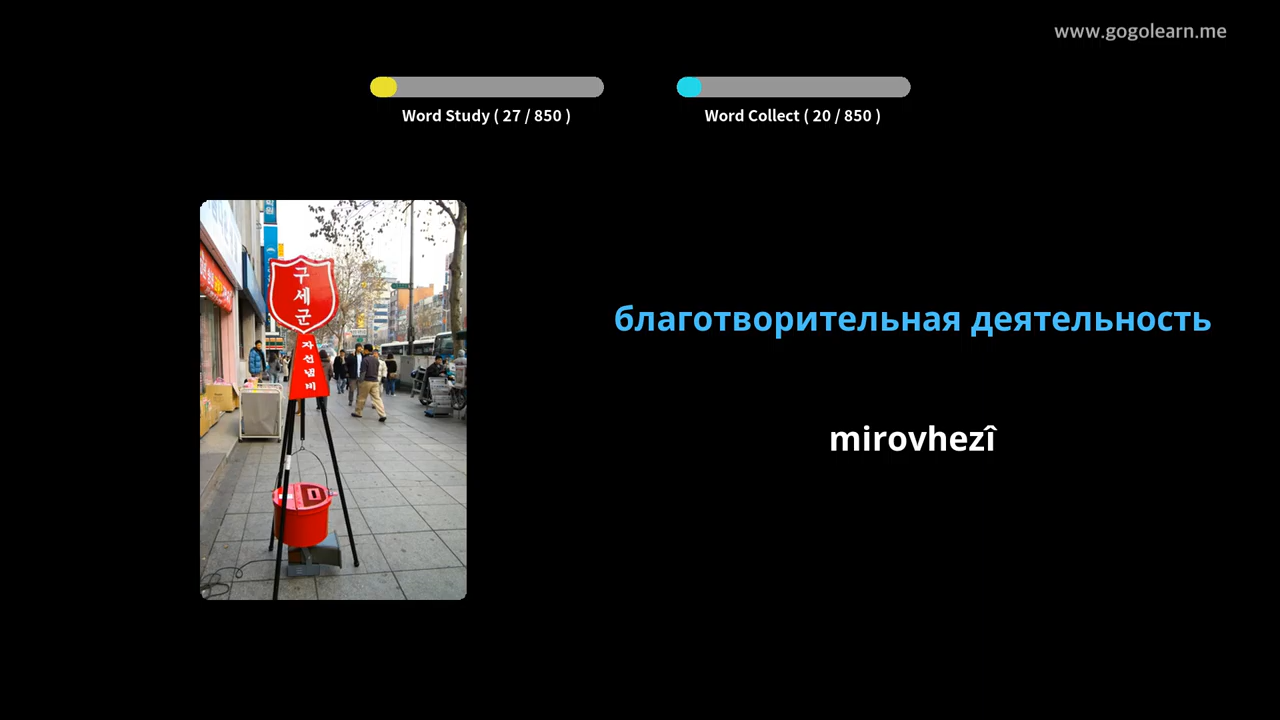 www.gogolearn.me
Word Study ( 27 / 850 )
Word Collect ( 20 / 850 )
구
세
군
자
선
냄
비
благотворительная деятельность
mirovhezî